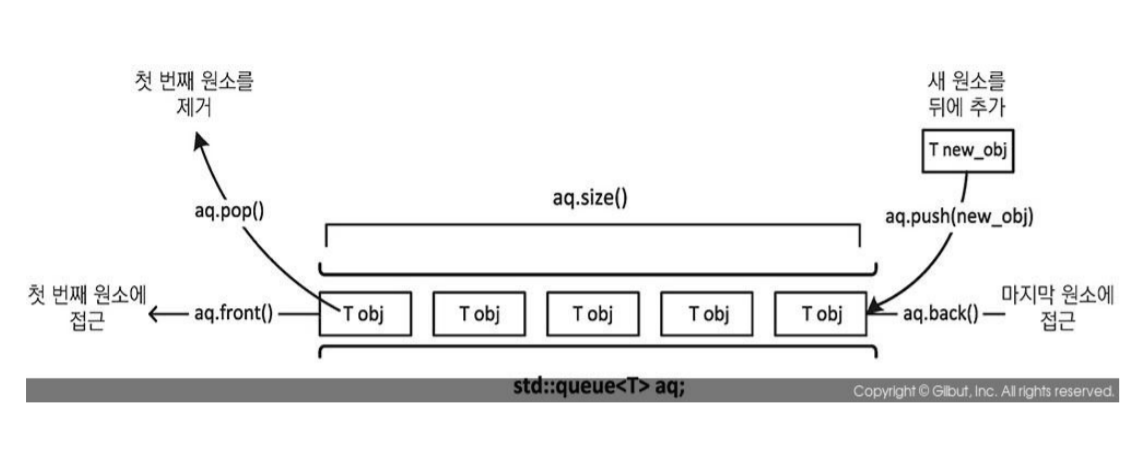 첫 번째 원소를
제거
새 원소를
뒤에 추가
T new_obj
aq.pop()
aq.size()
aq.push(new_obj)
첫 번째 원소에
접근
aq.front()
T obj
T obj
T obj
T obj
T obj
aq.back()
마지막 원소에
접근
std::queue<T> aq;
Copyright © Gilbut, Inc. All rights reserved.